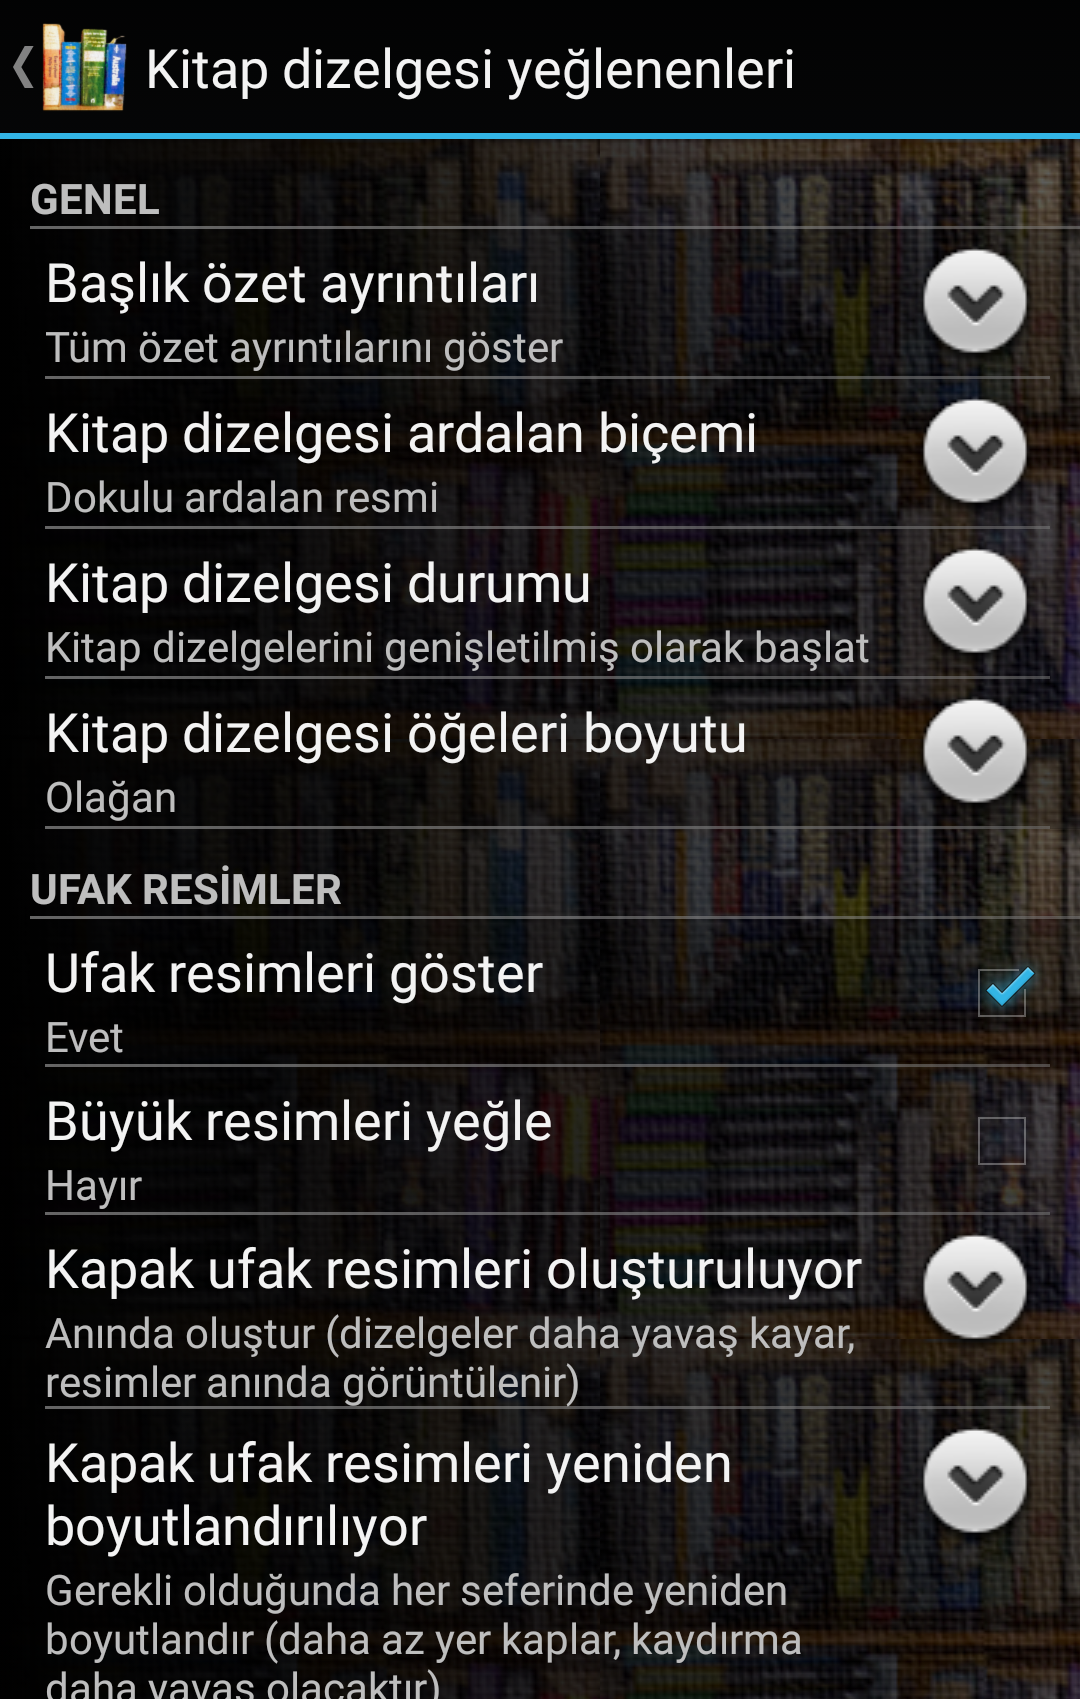 Kitap dizelgesi yeğlenenleri
GENEL
Başlık özet ayrıntıları
Tüm özet ayrıntılarını göster
Kitap dizelgesi ardalan biçemi
Dokulu ardalan resmi
Kitap dizelgesi durumu
Kitap dizelgelerini genişletilmiş olarak başlat
Kitap dizelgesi öğeleri boyutu
Olağan
UFAK RESİMLER
Ufak resimleri göster
Evet
Büyük resimleri yeğle
Hayır
Kapak ufak resimleri oluşturuluyor
Anında oluştur (dizelgeler daha yavaş kayar,
resimler anında görüntülenir)
Kapak ufak resimleri yeniden
boyutlandırılıyor
Gerekli olduğunda her seferinde yeniden
boyutlandır (daha az yer kaplar, kaydırma
daha yavaş olacaktır)